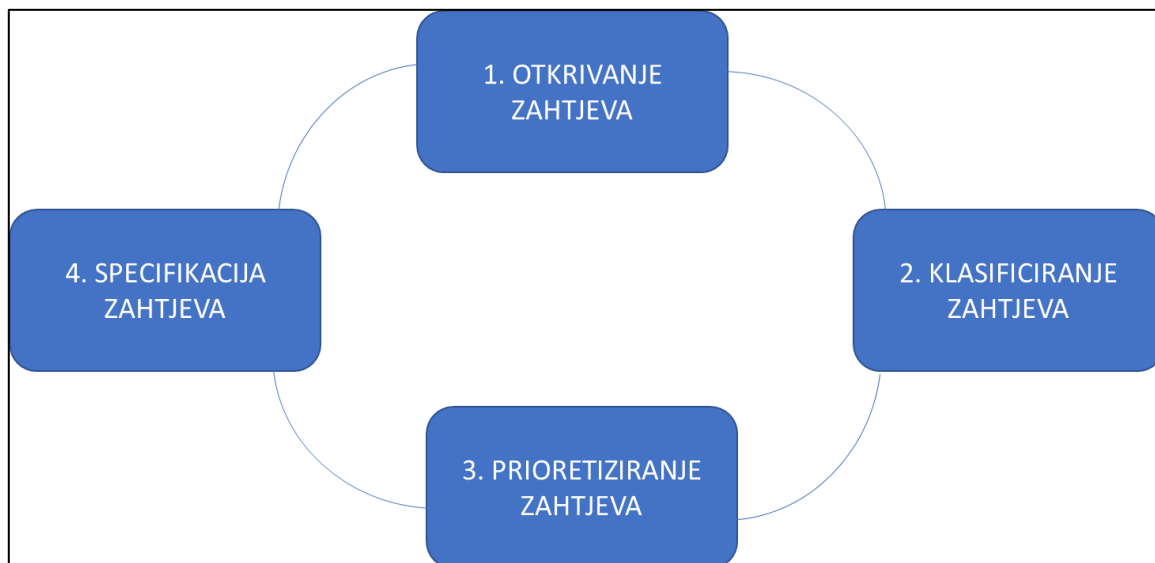 1. OTKRIVANJE
ZAHTJEVA
2. KLASIFICIRANJE
ZAHTJEVA
3. PRIORETIZIRANJE
ZAHTJEVA
4. SPECIFIKACIJA
ZAHTJEVA